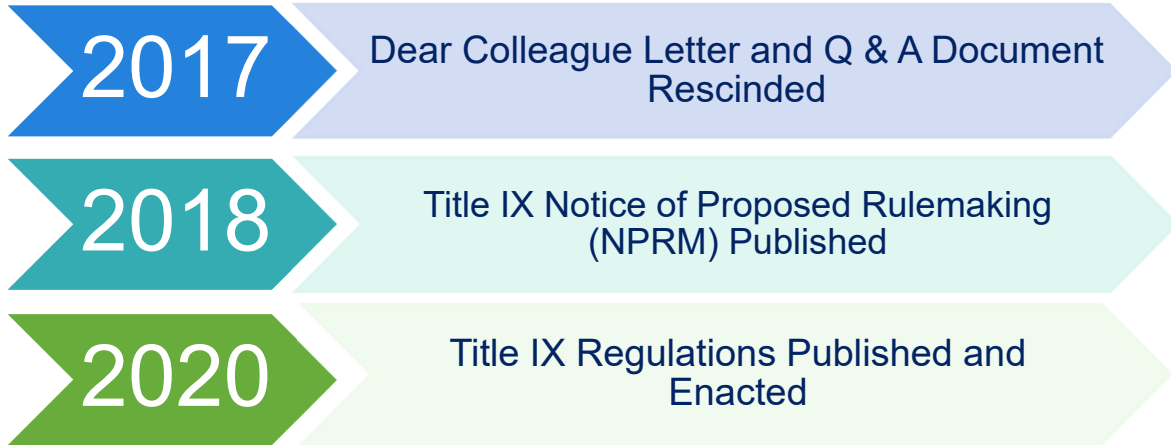 2017
Dear Colleague Letter and Q & A Document
Rescinded
2018
Title IX Notice of Proposed Rulemaking
(NPRM) Published
2020
Title IX Regulations Published and
Enacted